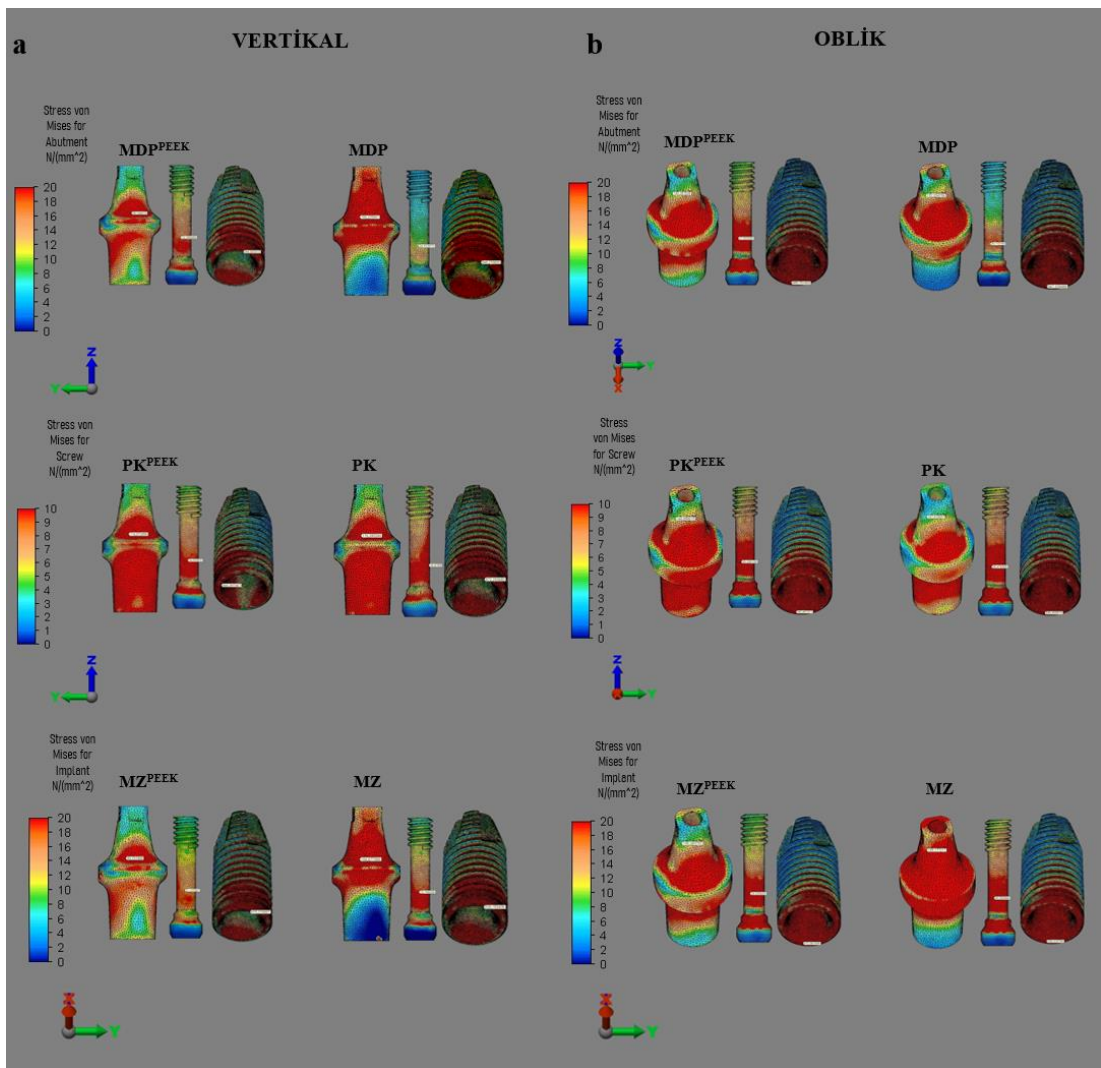 a
VERTİKAL
b
OBLİK
Stress von
Mises for
Abutment
N/(mm^2)
MDPPEEK
MDP
20
18
16
14
12
10
8
6
4
2
0
Z
Y
Stress von
Mises for
Abutment
N/(mm^2)
MDPPEEK
MDP
20
18
16
14
12
10
8
6
4
2
0
Z
Y
X
Stress von
Mises for
Screw
N/(mm^2)
PKPEEK
PK
10
9
8
7
6
5
4
3
2
1
0
Z
Y
Stress
von Mises
for Screw
N/(mm^2)
PKPEEK
PK
10
9
8
7
6
5
4
3
2
1
0
Z
Y
Stress von
Mises for
Implant
N/(mm^2)
MZPEEK
MZ
20
18
16
14
12
10
8
6
4
2
0
Y
Stress von
Mises for
Implant
N/(mm^2)
MZPEEK
MZ
20
18
16
14
12
10
8
6
4
2
0
Y